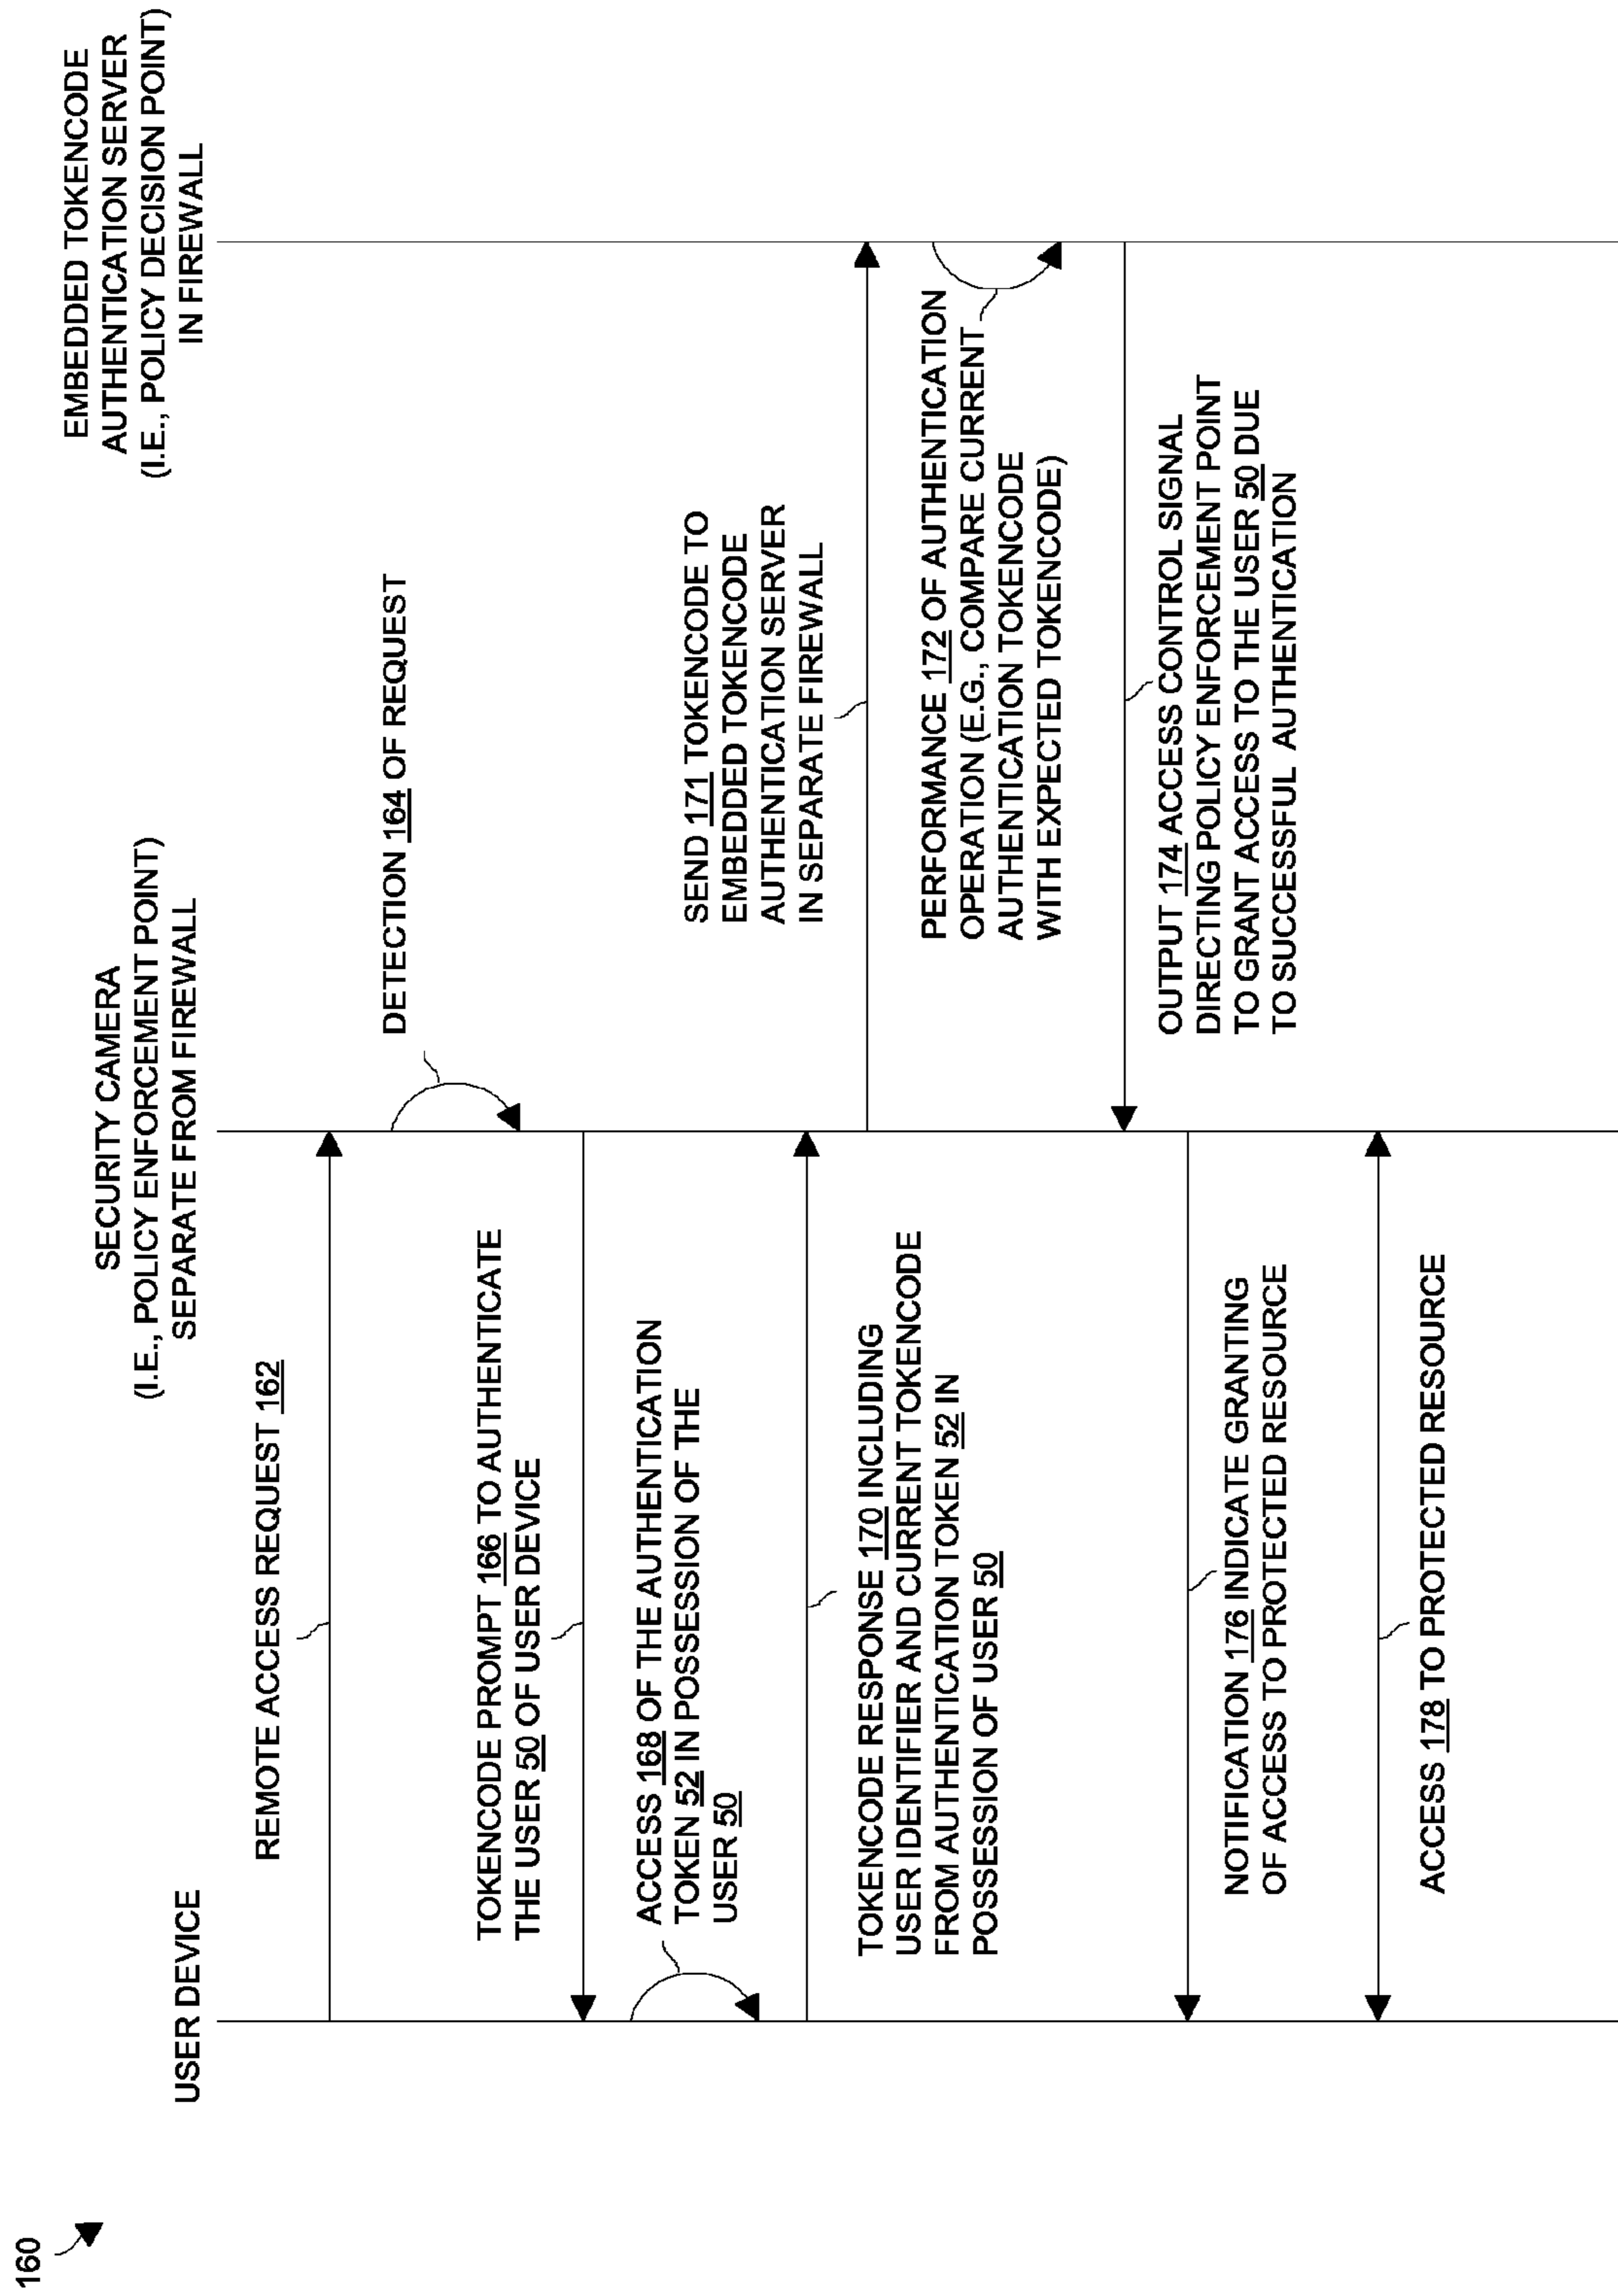 160
USER DEVICE
SECURITY CAMERA
(I.E., POLICY ENFORCEMENT POINT)
SEPARATE FROM FIREWALL
EMBEDDED TOKENCODE
AUTHENTICATION SERVER
(I.E., POLICY DECISION POINT)
IN FIREWALL
REMOTE ACCESS REQUEST 162
DETECTION 164 OF REQUEST
TOKENCODE PROMPT 166 TO AUTHENTICATE
THE USER 50 OF USER DEVICE
ACCESS 168 OF THE AUTHENTICATION
TOKEN 52 IN POSSESSION OF THE
USER 50
TOKENCODE RESPONSE 170 INCLUDING
USER IDENTIFIER AND CURRENT TOKENCODE
FROM AUTHENTICATION TOKEN 52 IN
POSSESSION OF USER 50
SEND 171 TOKENCODE TO
EMBEDDED TOKENCODE
AUTHENTICATION SERVER
IN SEPARATE FIREWALL
PERFORMANCE 172 OF AUTHENTICATION
OPERATION (E.G., COMPARE CURRENT
AUTHENTICATION TOKENCODE
WITH EXPECTED TOKENCODE)
OUTPUT 174 ACCESS CONTROL SIGNAL
DIRECTING POLICY ENFORCEMENT POINT
TO GRANT ACCESS TO THE USER 50 DUE
TO SUCCESSFUL AUTHENTICATION
NOTIFICATION 176 INDICATE GRANTING
OF ACCESS TO PROTECTED RESOURCE
ACCESS 178 TO PROTECTED RESOURCE